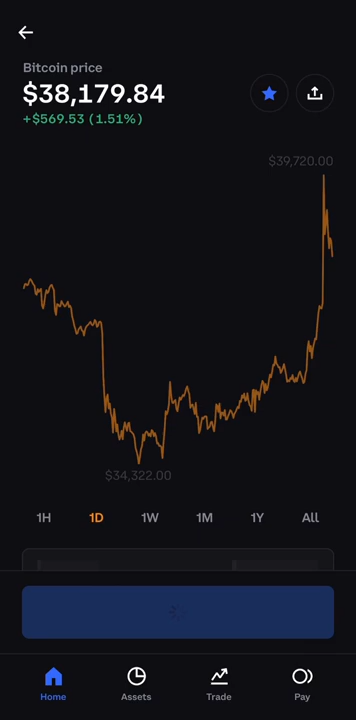 Bitcoin price
$38,179.84
+$569.53 (1.51%)
$39,720.00
$34,322.00
1H 1D 1W 1M 1Y All
Home Assets Trade Pay